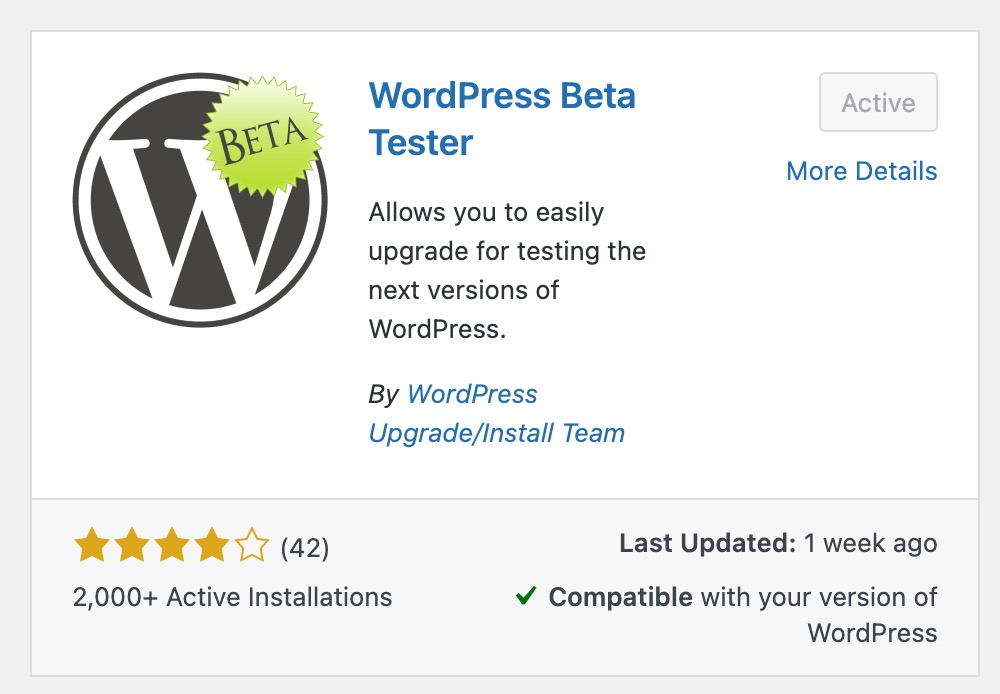 BETA
WordPress Beta
Tester
Active
More Details
Allows you to easily
upgrade for testing the
next versions of
WordPress.
By WordPress
Upgrade/Install Team
(42)
Last Updated: 1 week ago
2,000+ Active Installations
Compatible with your version of
WordPress